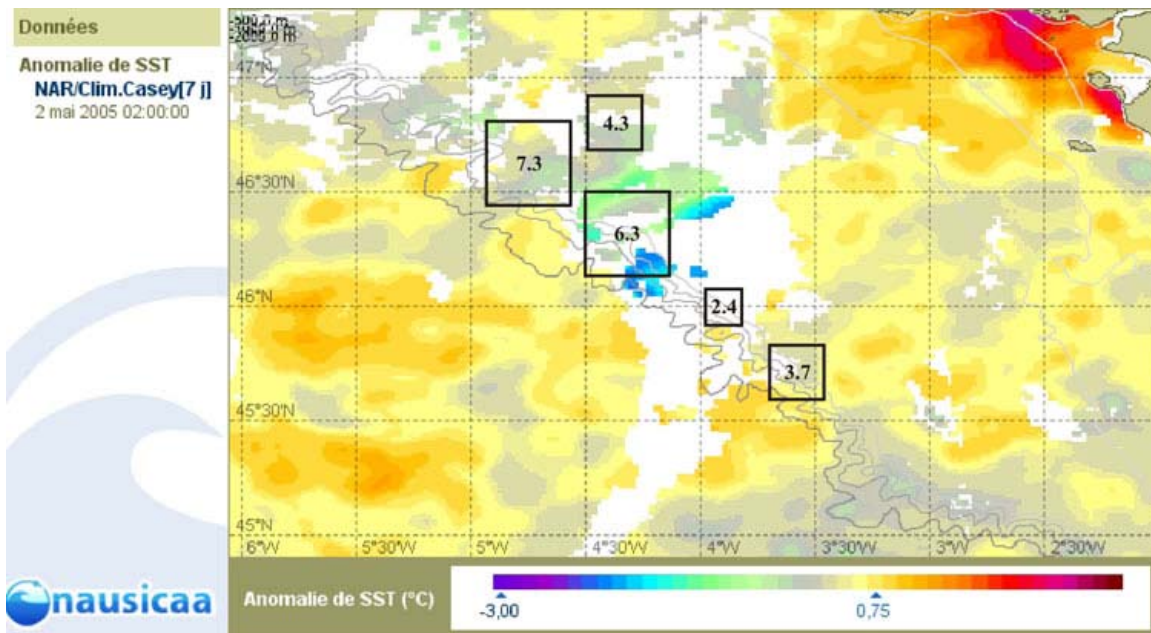 Données
Anomalie de SST
NAR/Clim.Casey[7 j]
2 mai 2005 02:00:00
47°N
46°30'N
46°N
45°30'N
45°N
6°W
5°30'W
5°W
4°30'W
4°W
3°30'W
3°W
2°30'W
4.3
7.3
6.3
2.4
3.7
nausicaa
Anomalie de SST (°C)
-3,00
0,75